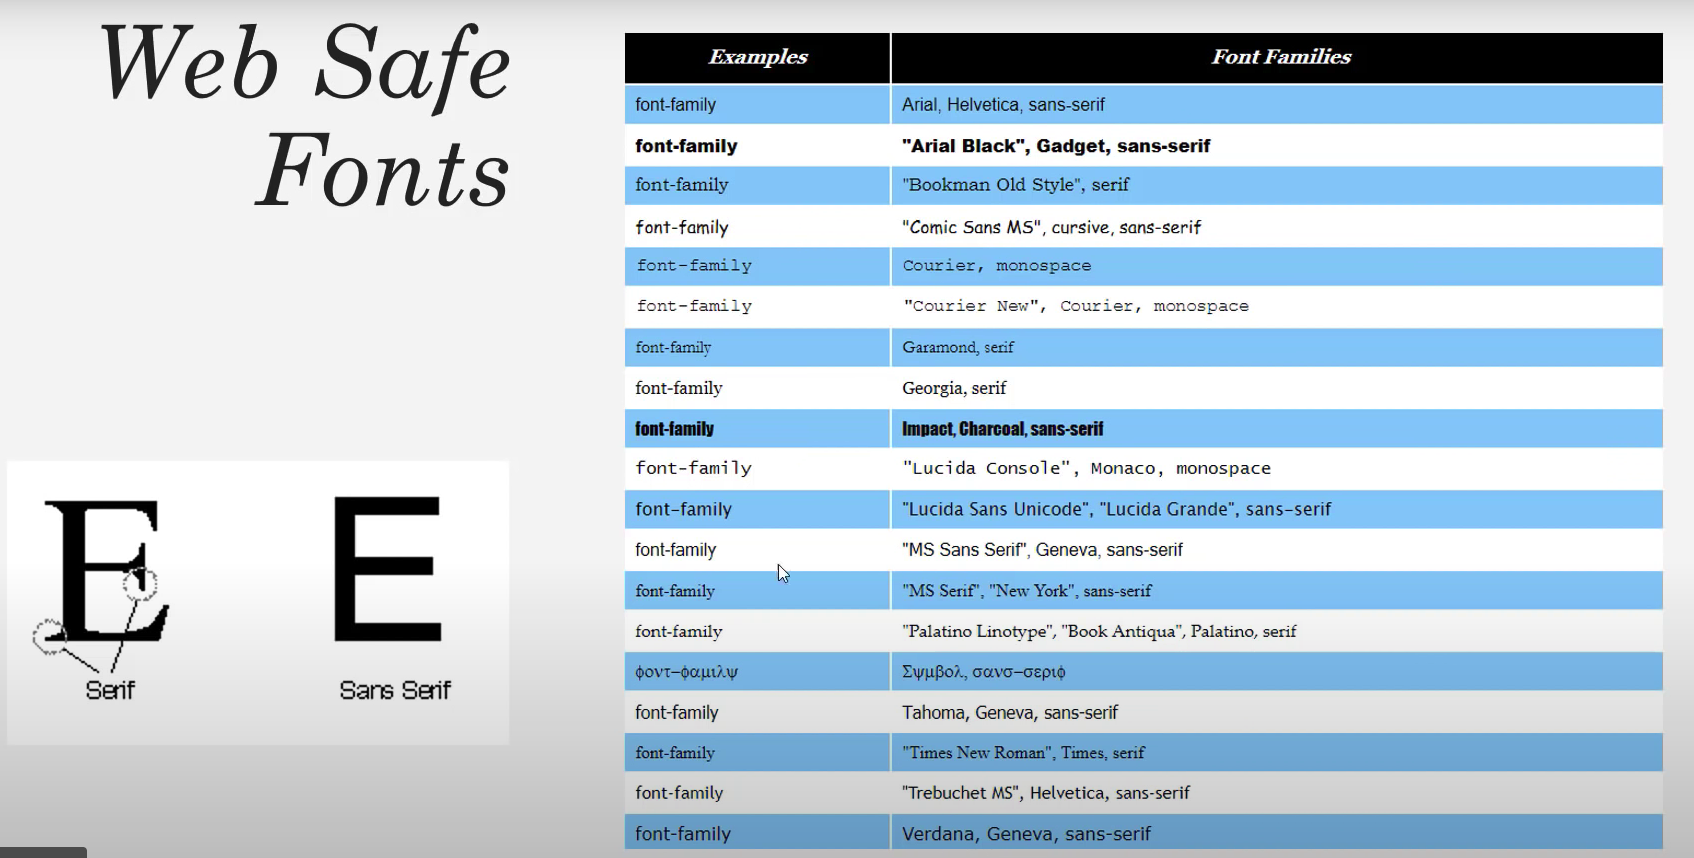 Web Safe
Fonts
Examples Font Families
font-family Arial, Helvetica, sans-serif
font-family "Arial Black", Gadget, sans-serif
font-family "Bookman Old Style", serif
font-family "Comic Sans MS", cursive, sans-serif
font-family Courier, monospace
font-family "Courier New", Courier, monospace
font-family Garamond, serif
font-family Georgia, serif
font-family Impact, Charcoal, sans-serif
font-family "Lucida Console", Monaco, monospace
font-family "Lucida Sans Unicode", "Lucida Grande", sans-serif
font-family "MS Sans Serif", Geneva, sans-serif
font-family "MS Serif", "New York", sans-serif
font-family "Palatino Linotype", "Book Antiqua", Palatino, serif
φοντ–φαμιλψ Σψμβολ, σανσ–σεριφ
font-family Tahoma, Geneva, sans-serif
font-family "Times New Roman", Times, serif
font-family "Trebuchet MS", Helvetica, sans-serif
font-family Verdana, Geneva, sans-serif
E E
Serif Sans Serif